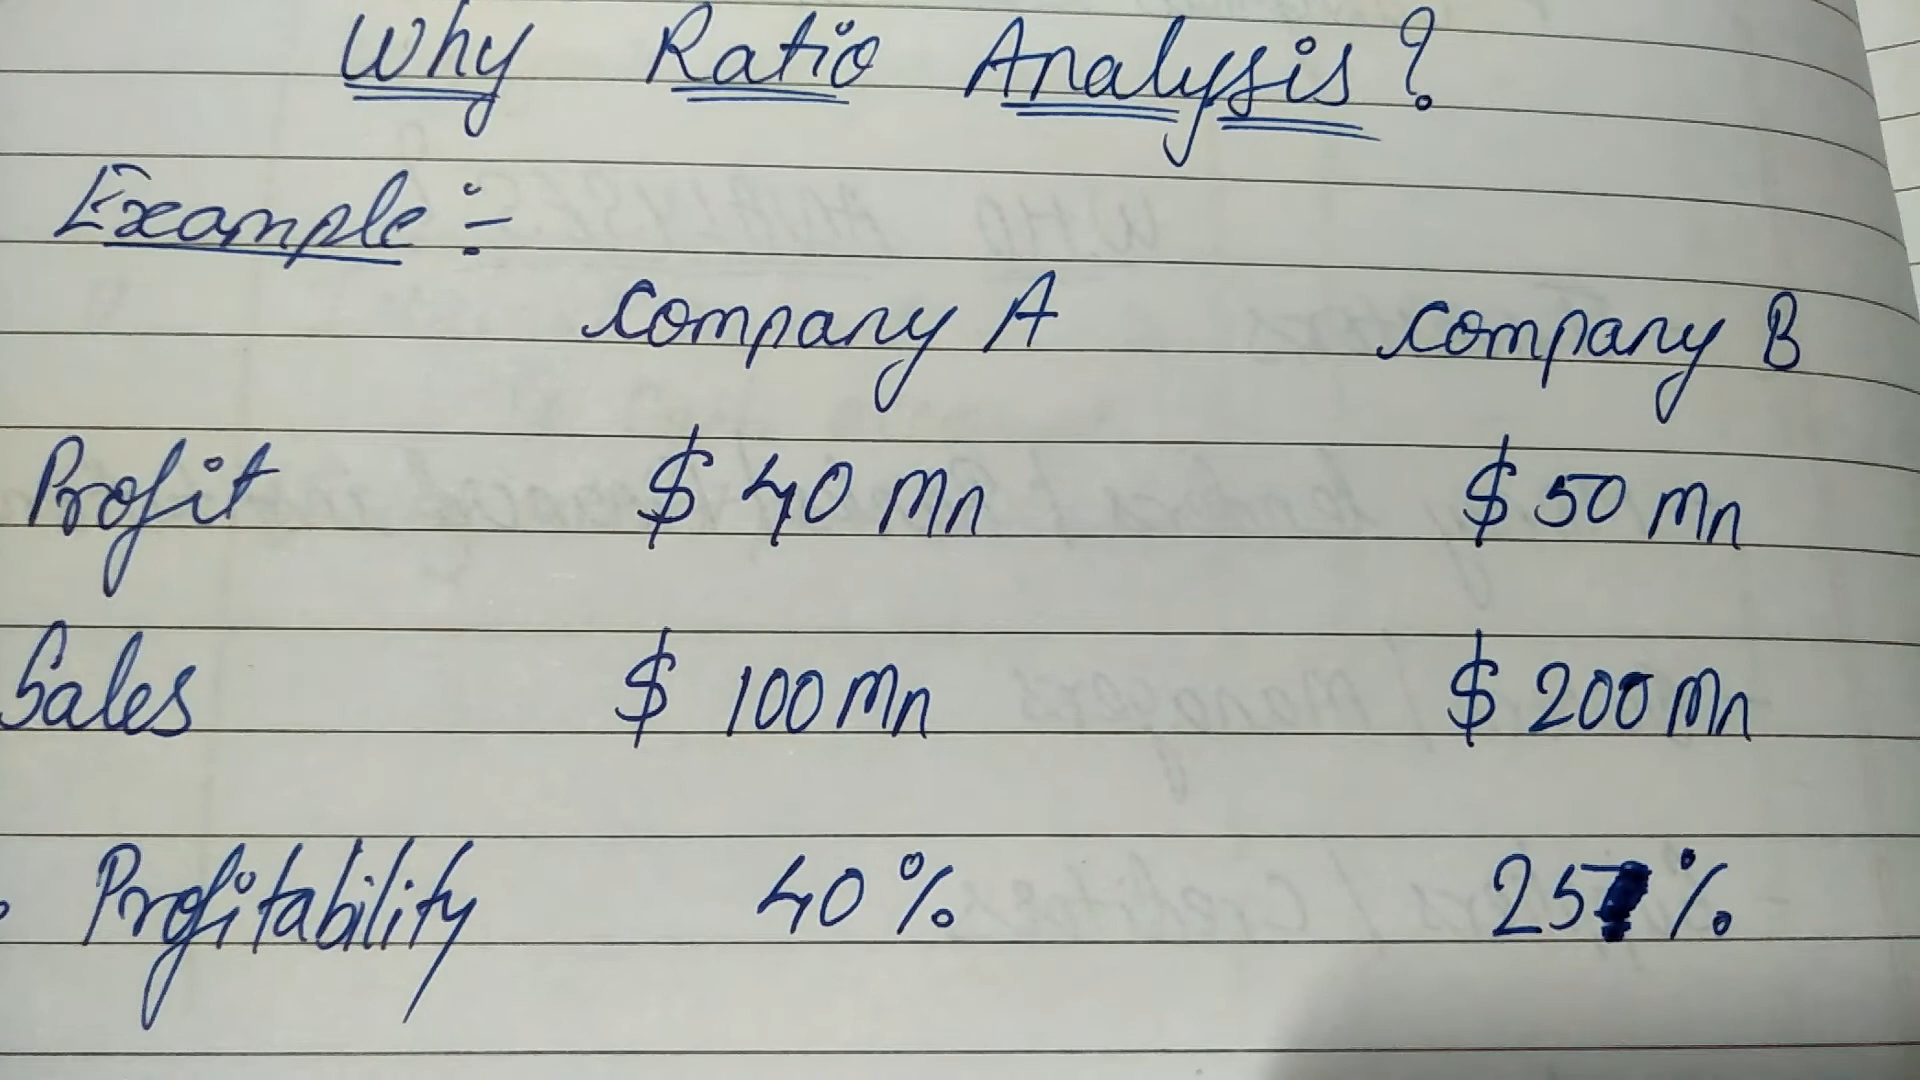 Why Ratio Analysis?
Example :-
Company A Company B
Profit $ 40 Mn $ 50 Mn
Sales $ 100 Mn $ 200 Mn
Profitability 40 % 25 %